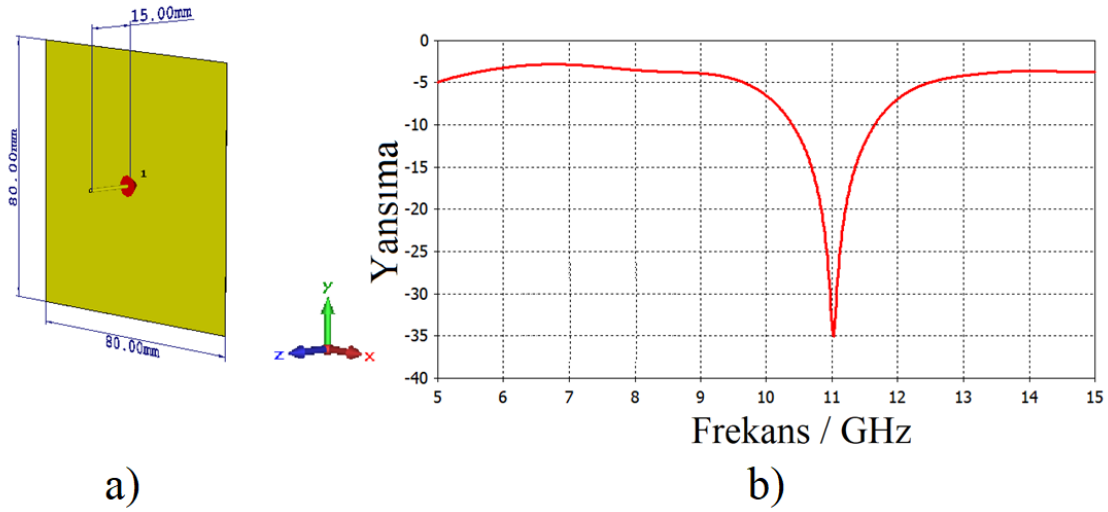 15.00mm
80.00mm
1
80.00mm
y
z
x
a)
Yansıma
0
-5
-10
-15
-20
-25
-30
-35
-40
5 6 7 8 9 10 11 12 13 14 15
Frekans / GHz
b)